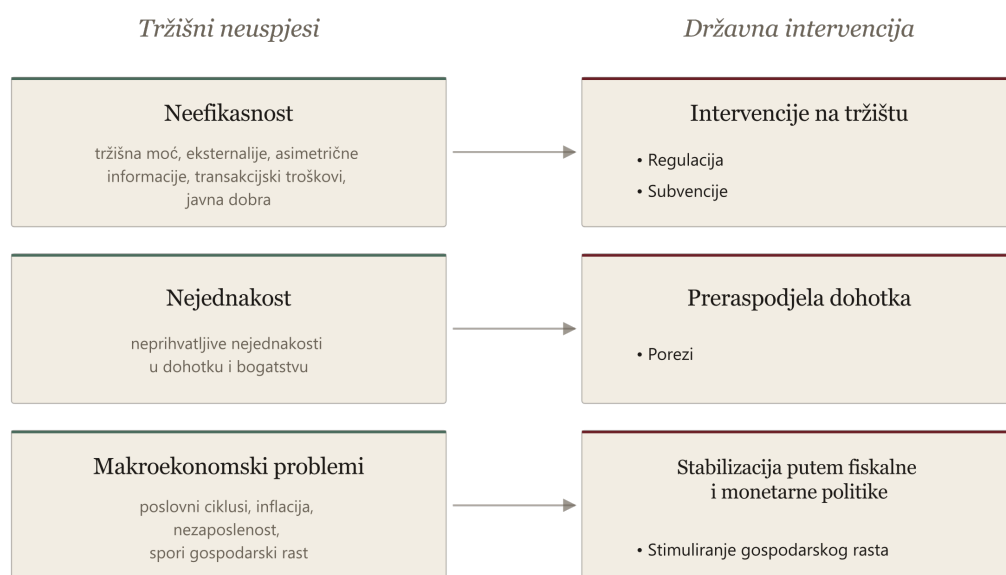 Tržišni neuspjesi
Državna intervencija
Neefikasnost
tržišna moć, eksternalije, asimetrične
informacije, transakcijski troškovi,
javna dobra
Intervencije na tržištu
• Regulacija
• Subvencije
Nejednakost
neprihvatljive nejednakosti
u dohotku i bogatstvu
Preraspodjela dohotka
• Porezi
Makroekonomski problemi
poslovni ciklusi, inflacija,
nezaposlenost,
spori gospodarski rast
Stabilizacija putem fiskalne
i monetarne politike
• Stimuliranje gospodarskog rasta